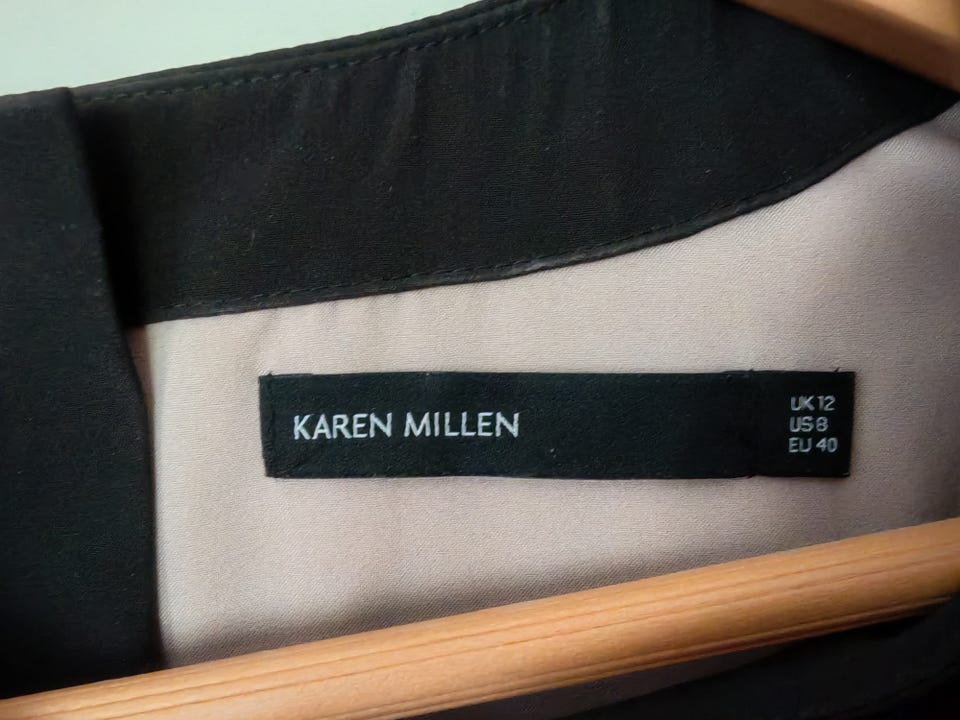 KAREN MILLEN
UK 12
US 8
EU 40